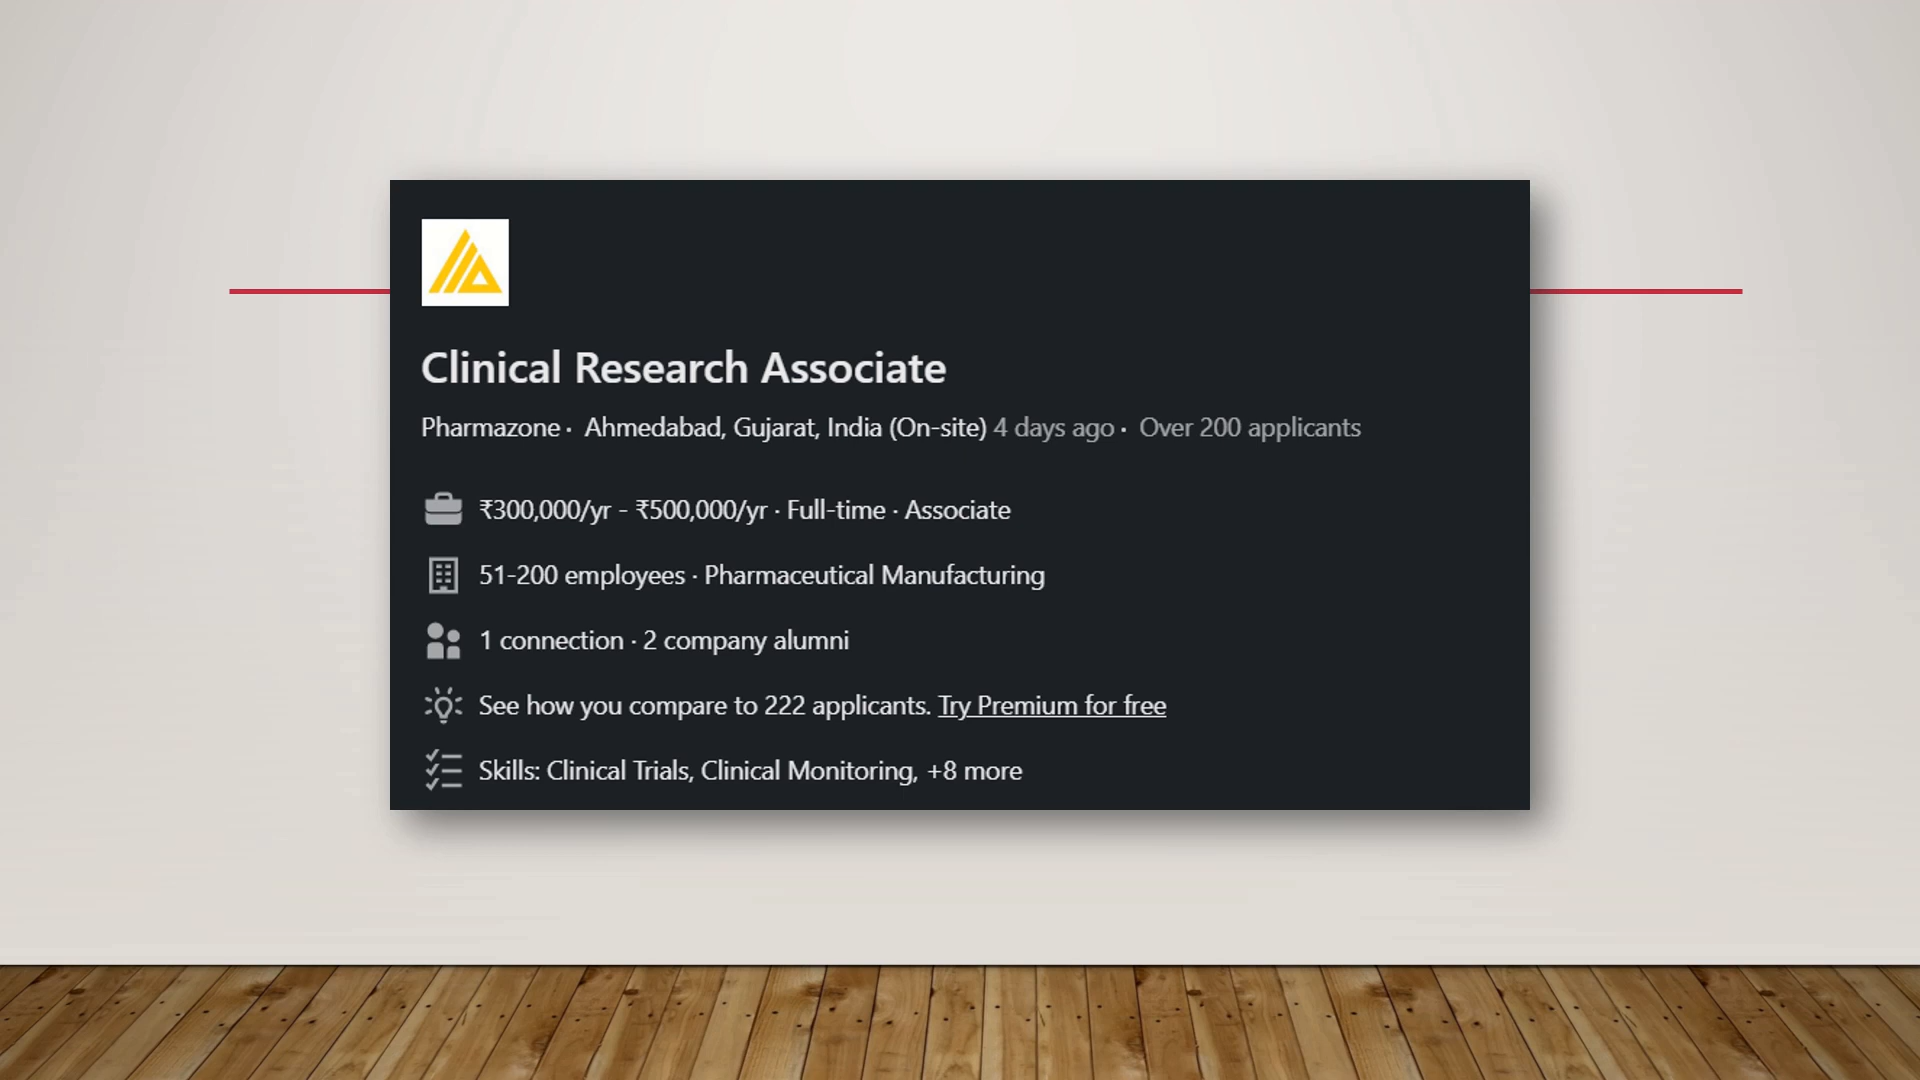 Clinical Research Associate
Pharmazone · Ahmedabad, Gujarat, India (On-site) 4 days ago · Over 200 applicants
₹300,000/yr - ₹500,000/yr · Full-time · Associate
51-200 employees · Pharmaceutical Manufacturing
1 connection · 2 company alumni
See how you compare to 222 applicants. Try Premium for free
Skills: Clinical Trials, Clinical Monitoring, +8 more